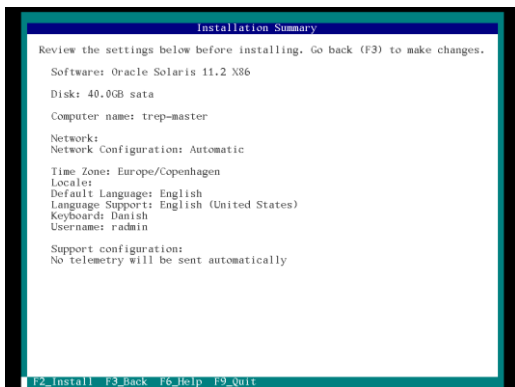 Installation Summary
Review the settings below before installing. Go back (F3) to make changes.
Software: Oracle Solaris 11.2 X86
Disk: 40.0GB sata
Computer name: trep-master
Network:
Network Configuration: Automatic
Time Zone: Europe/Copenhagen
Locale:
Default Language: English
Language Support: English (United States)
Keyboard: Danish
Username: radmin
Support configuration:
No telemetry will be sent automatically
F2_Install F3_Back F6_Help F9_Quit